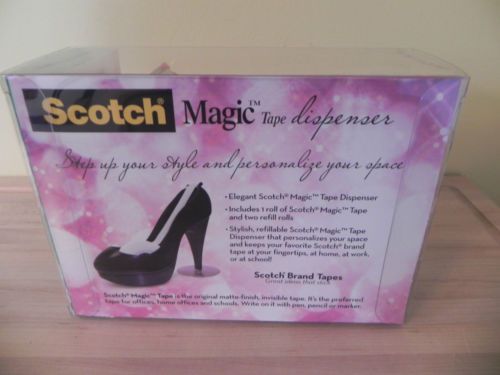 Scotch® Magic™ Tape dispenser
Step up your style and personalize your space
• Elegant Scotch® Magic™ Tape Dispenser
• Includes 1 roll of Scotch® Magic™ Tape
and two refill rolls
• Stylish, refillable Scotch® Magic™ Tape
Dispenser that personalizes your space
and keeps your favorite Scotch® brand
tape at your fingertips, at home, at work,
or at school!
Scotch® Brand Tapes
Great ideas that stick
Scotch® Magic™ Tape is the original matte-finish, invisible tape. It's the preferred
tape for offices, home offices and schools. Write on it with pen, pencil or marker.